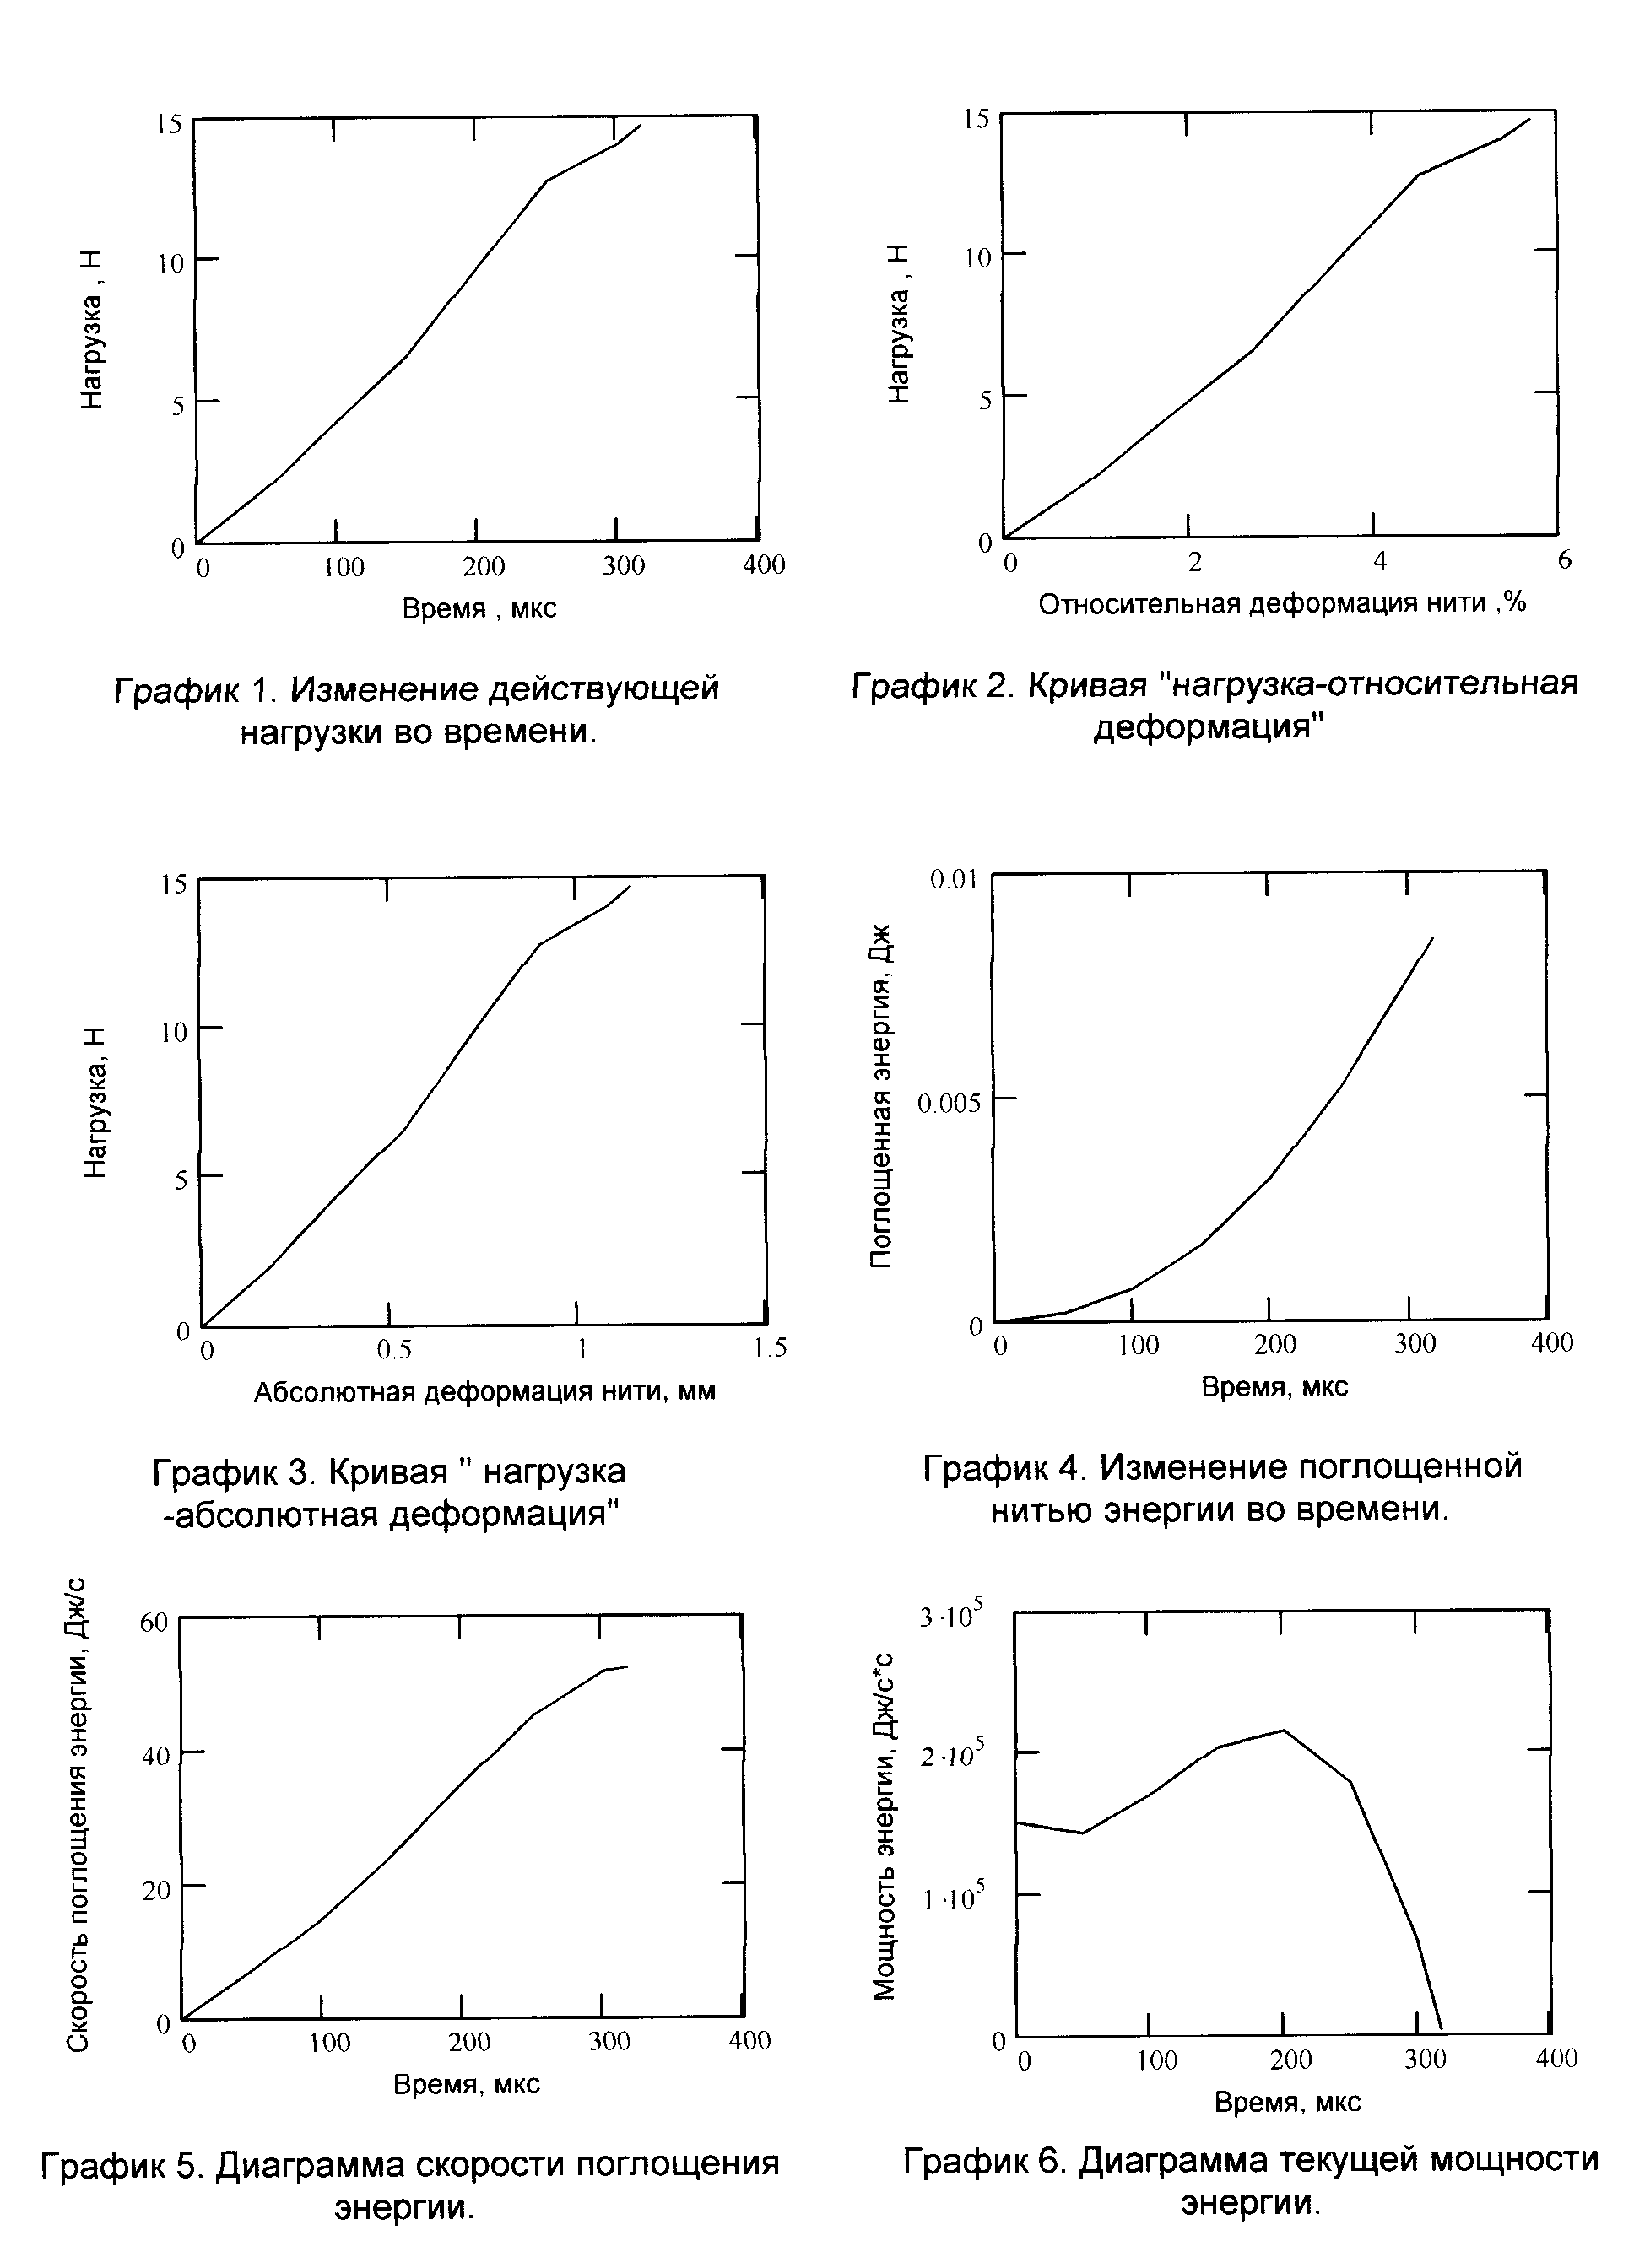 15
10
5
0
0 100 200 300 400
Нагрузка , Н
Время , мкс
График 1. Изменение действующей
нагрузки во времени.
15
10
5
0
0 2 4 6
Нагрузка , Н
Относительная деформация нити ,%
График 2. Кривая "нагрузка-относительная
деформация"
15
10
5
0
0 0.5 1 1.5
Нагрузка, Н
Абсолютная деформация нити, мм
График 3. Кривая " нагрузка
-абсолютная деформация"
0.01
0.005
0
0 100 200 300 400
Поглощенная энергия, Дж
Время, мкс
График 4. Изменение поглощенной
нитью энергии во времени.
60
40
20
0
0 100 200 300 400
Скорость поглощения энергии, Дж/с
Время, мкс
График 5. Диаграмма скорости поглощения
энергии.
3·10⁵
2·10⁵
1·10⁵
0
0 100 200 300 400
Мощность энергии, Дж/с*с
Время, мкс
График 6. Диаграмма текущей мощности
энергии.